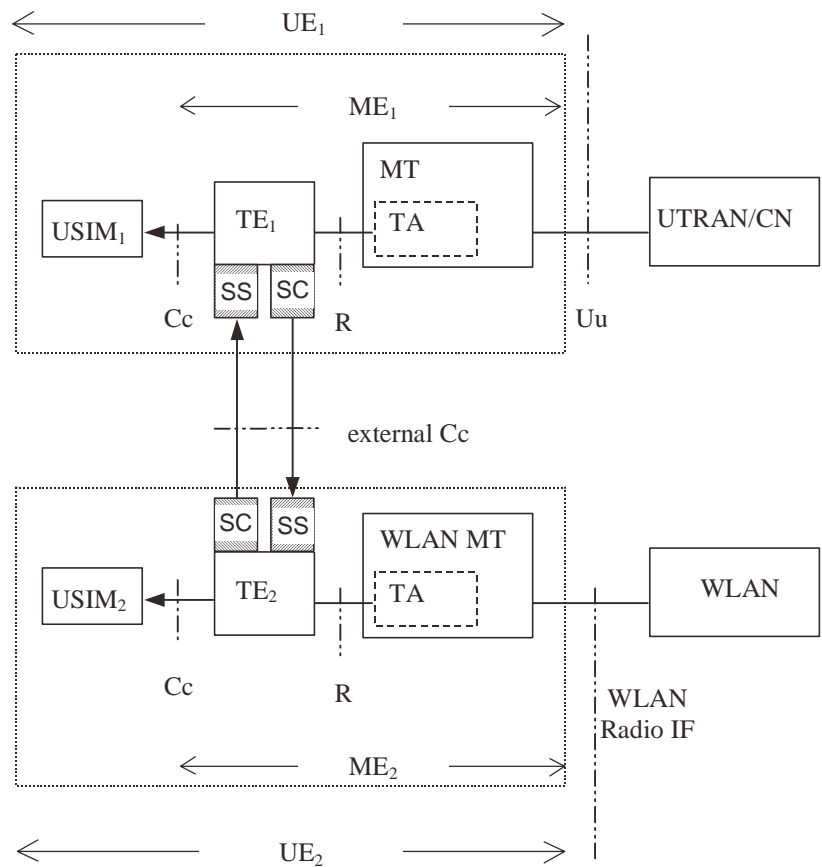 UE₁
ME₁
MT
TA
TE₁
USIM₁
UTRAN/CN
SS
SC
Cc
R
Uu
external Cc
SC
SS
WLAN MT
TA
TE₂
USIM₂
WLAN
Cc
R
WLAN
Radio IF
ME₂
UE₂